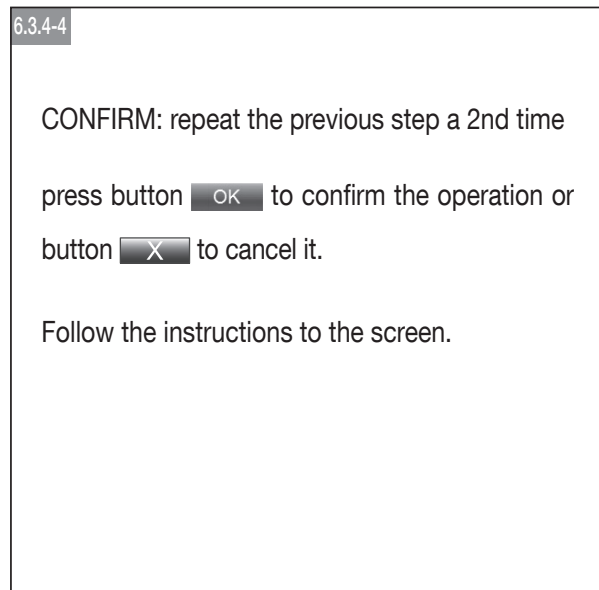 6.3.4-4
CONFIRM: repeat the previous step a 2nd time
press button OK to confirm the operation or
button X to cancel it.
Follow the instructions to the screen.